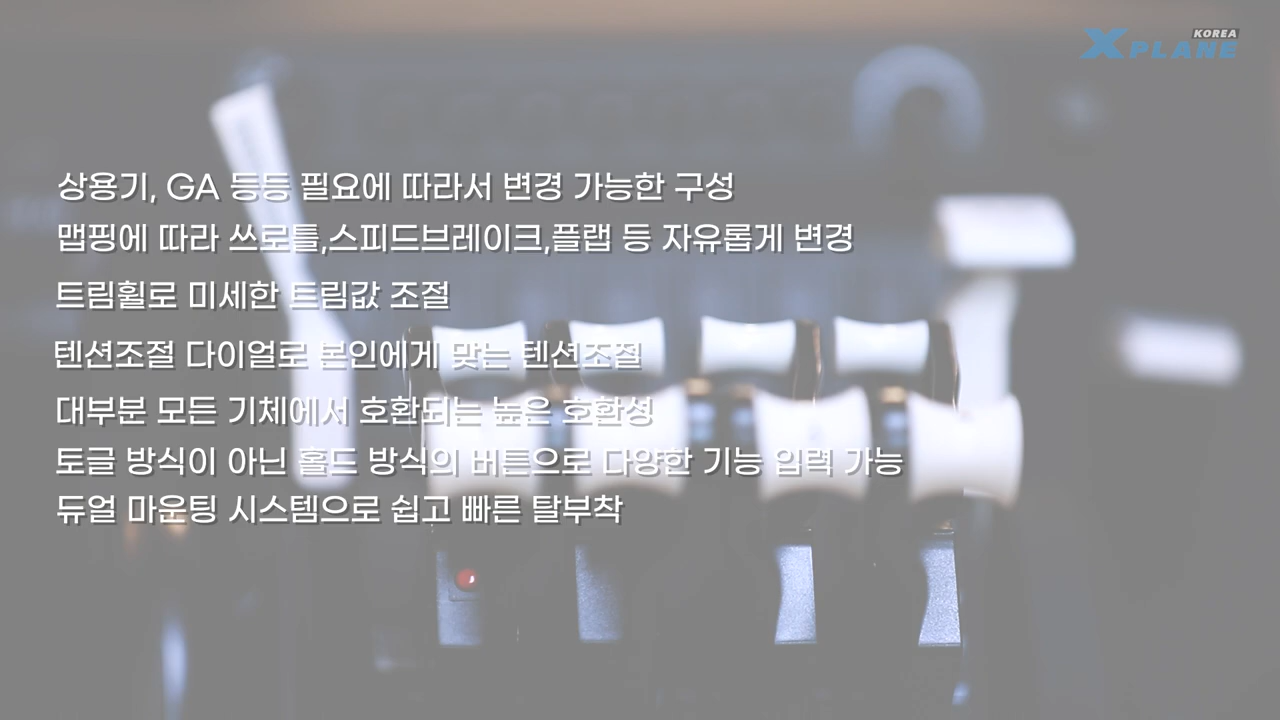 KOREA
X PLANE
상용기, GA 등등 필요에 따라서 변경 가능한 구성
맵핑에 따라 쓰로틀,스피드브레이크,플랩 등 자유롭게 변경
트림휠로 미세한 트림값 조절
텐션조절 다이얼로 본인에게 맞는 텐션조절
대부분 모든 기체에서 호환되는 높은 호환성
토글 방식이 아닌 홀드 방식의 버튼으로 다양한 기능 입력 가능
듀얼 마운팅 시스템으로 쉽고 빠른 탈부착